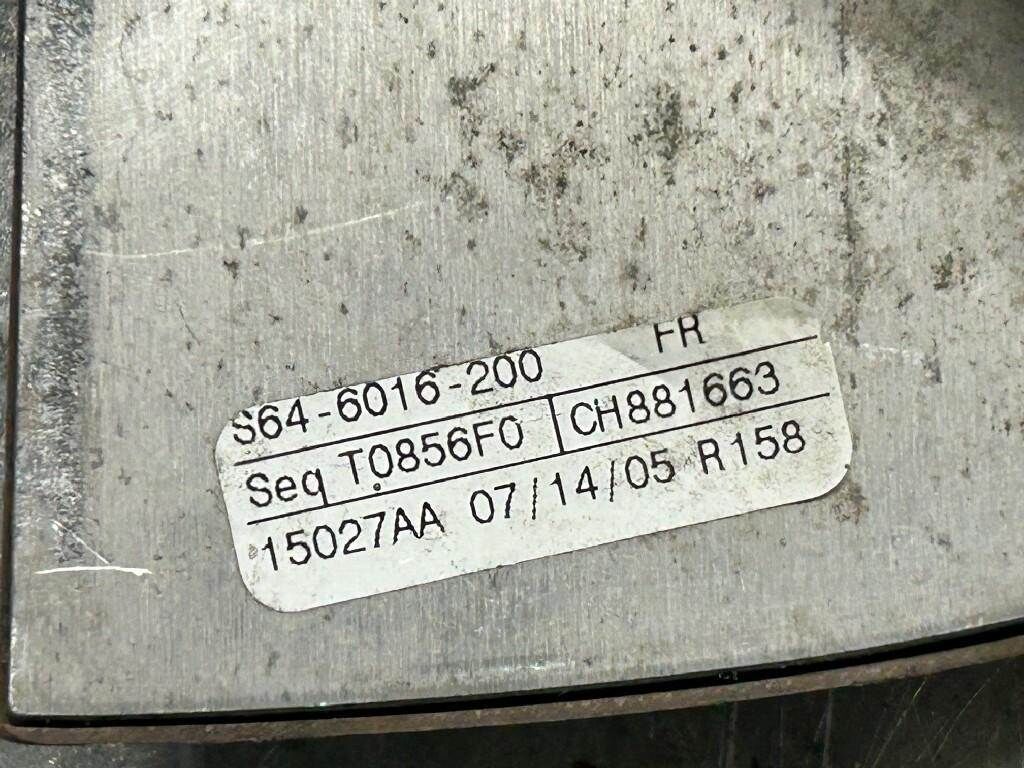 S64-6016-200 FR
Seq T0856F0 CH881663
15027AA 07/14/05 R158